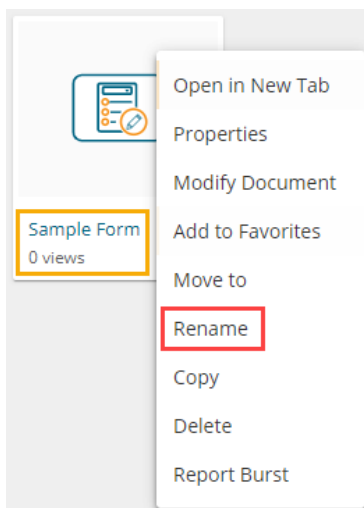 Open in New Tab
Properties
Modify Document
Sample Form
0 views
Add to Favorites
Move to
Rename
Copy
Delete
Report Burst